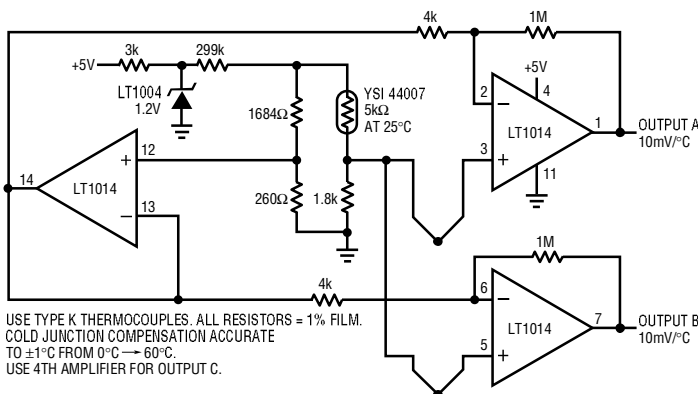 4k
1M
3k
299k
+5V
+5V
LT1004
1.2V
1684Ω
YSI 44007
5kΩ
AT 25°C
2
4
–
LT1014
1
OUTPUT A
10mV/°C
3
+
11
12
+
14
LT1014
–
13
260Ω
1.8k
1M
4k
6
–
LT1014
7
OUTPUT B
10mV/°C
5
+
USE TYPE K THERMOCOUPLES. ALL RESISTORS = 1% FILM.
COLD JUNCTION COMPENSATION ACCURATE
TO ±1°C FROM 0°C → 60°C.
USE 4TH AMPLIFIER FOR OUTPUT C.